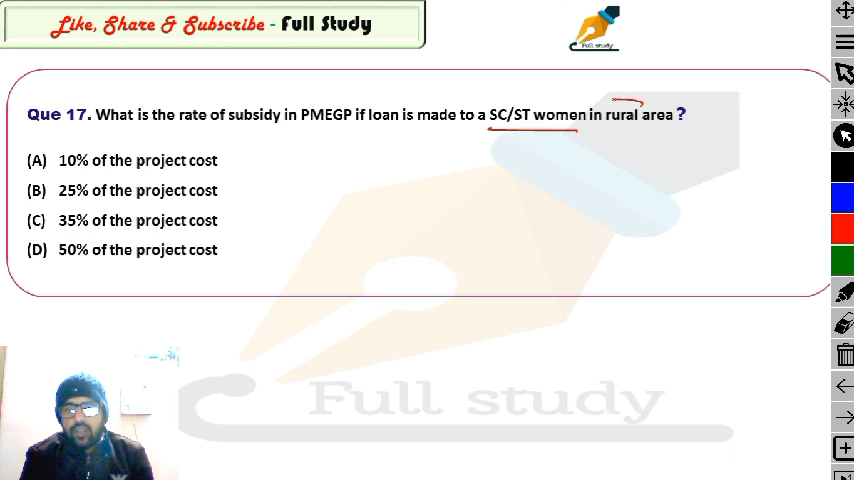 Like, Share & Subscribe - Full Study
Full study
Que 17. What is the rate of subsidy in PMEGP if loan is made to a SC/ST women in rural area ?
(A) 10% of the project cost
(B) 25% of the project cost
(C) 35% of the project cost
(D) 50% of the project cost
Full study